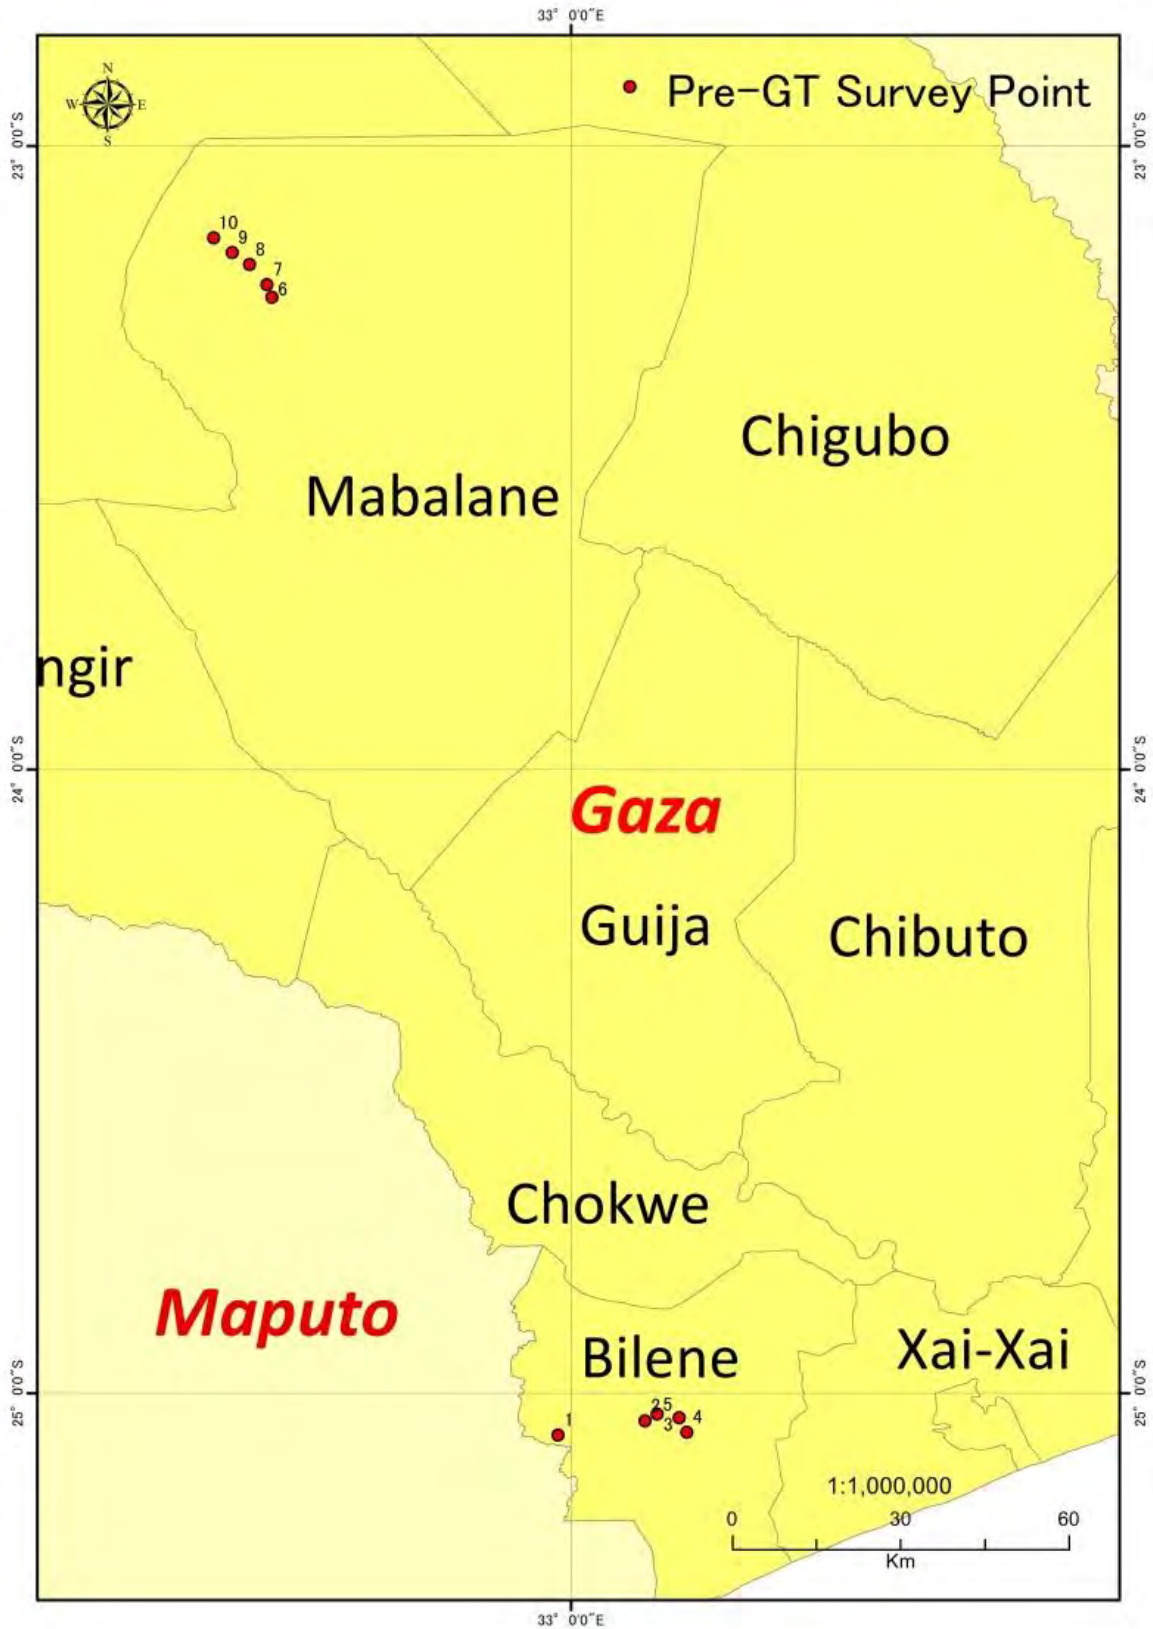 33° 0'0"E
N
W E
S
Pre-GT Survey Point
23° 0'0"S
23° 0'0"S
10
9
8
7
6
Chigubo
Mabalane
ngir
24° 0'0"S
24° 0'0"S
Gaza
Guija
Chibuto
Chokwe
Maputo
Bilene
Xai-Xai
25° 0'0"S
25° 0'0"S
1
2 5
3
4
1:1,000,000
0 30 60
Km
33° 0'0"E